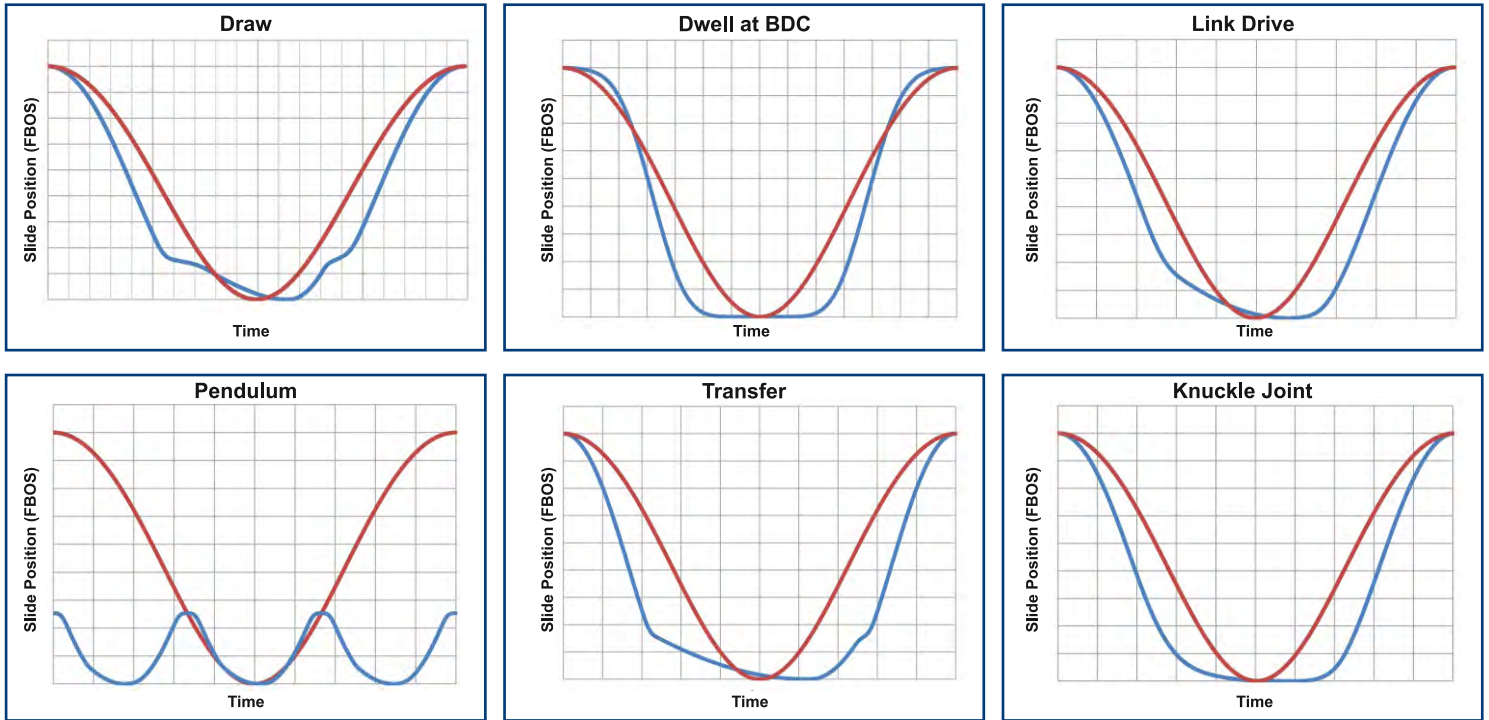 Draw
Slide Position (FBOS)
Time
Dwell at BDC
Slide Position (FBOS)
Time
Link Drive
Slide Position (FBOS)
Time
Pendulum
Slide Position (FBOS)
Time
Transfer
Slide Position (FBOS)
Time
Knuckle Joint
Slide Position (FBOS)
Time